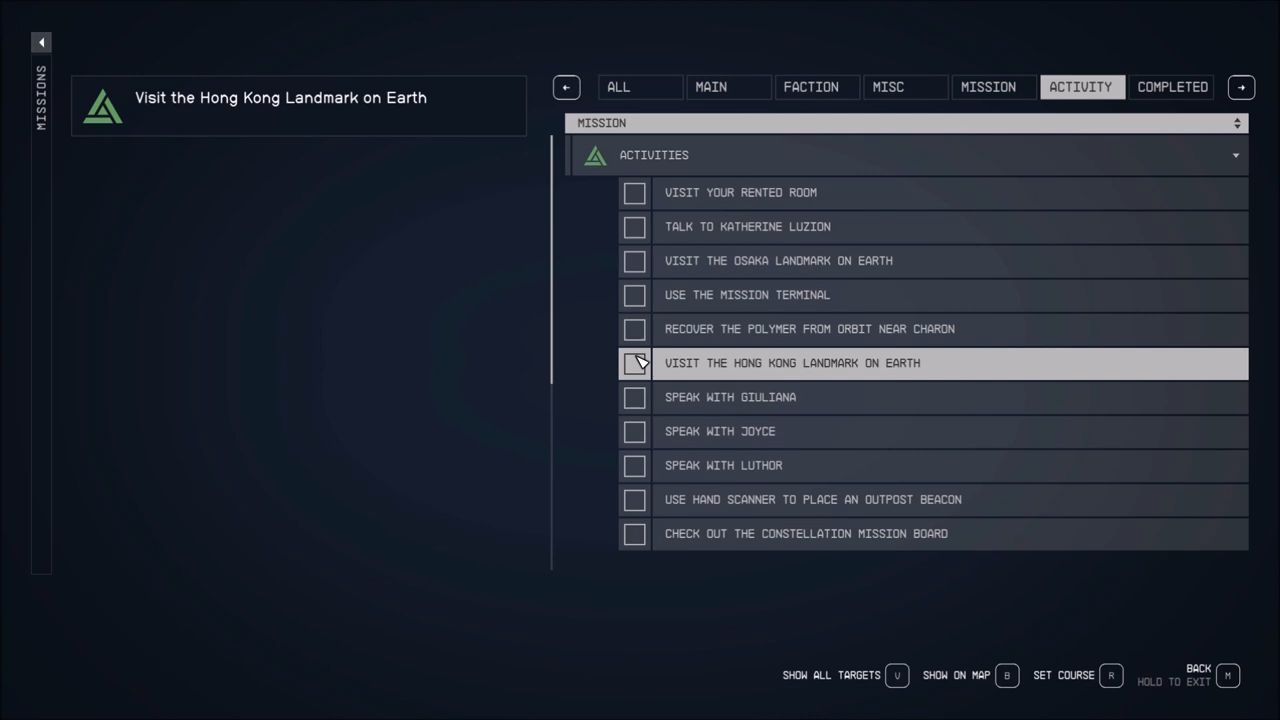 MISSIONS
Visit the Hong Kong Landmark on Earth
ALL MAIN FACTION MISC MISSION ACTIVITY COMPLETED
MISSION
ACTIVITIES
VISIT YOUR RENTED ROOM
TALK TO KATHERINE LUZION
VISIT THE OSAKA LANDMARK ON EARTH
USE THE MISSION TERMINAL
RECOVER THE POLYMER FROM ORBIT NEAR CHARON
VISIT THE HONG KONG LANDMARK ON EARTH
SPEAK WITH GIULIANA
SPEAK WITH JOYCE
SPEAK WITH LUTHOR
USE HAND SCANNER TO PLACE AN OUTPOST BEACON
CHECK OUT THE CONSTELLATION MISSION BOARD
SHOW ALL TARGETS V SHOW ON MAP B SET COURSE R BACK M
HOLD TO EXIT